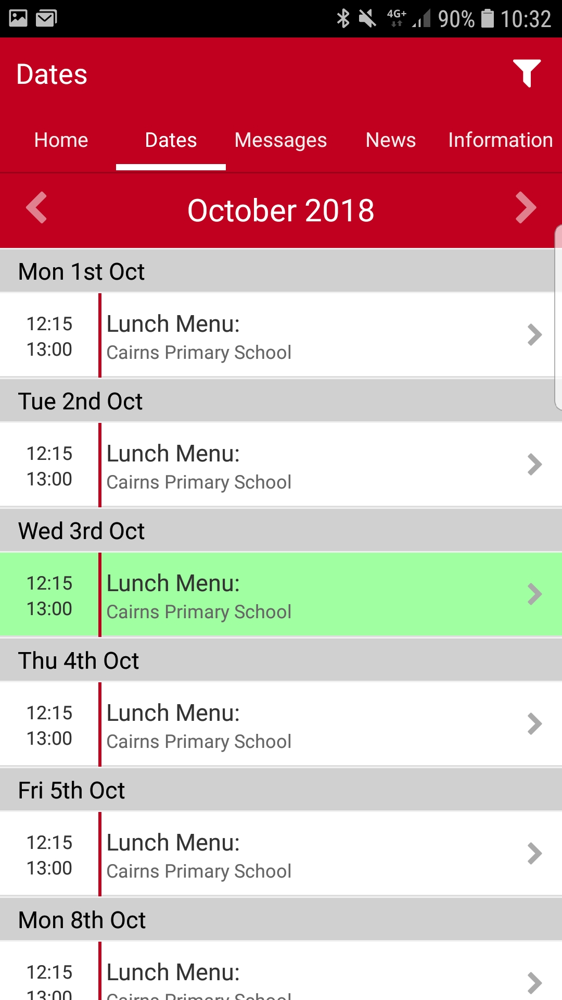 4G+ 90% 10:32
Dates
Home Dates Messages News Information
October 2018
Mon 1st Oct
12:15 Lunch Menu:
13:00 Cairns Primary School
Tue 2nd Oct
12:15 Lunch Menu:
13:00 Cairns Primary School
Wed 3rd Oct
12:15 Lunch Menu:
13:00 Cairns Primary School
Thu 4th Oct
12:15 Lunch Menu:
13:00 Cairns Primary School
Fri 5th Oct
12:15 Lunch Menu:
13:00 Cairns Primary School
Mon 8th Oct
12:15 Lunch Menu:
13:00 Cairns Primary School